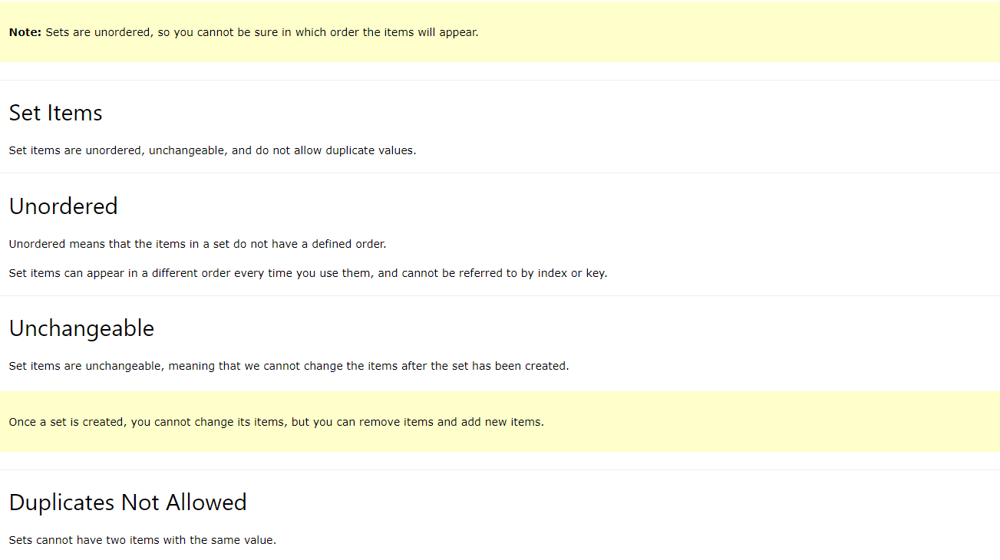 Note: Sets are unordered, so you cannot be sure in which order the items will appear.
Set Items
Set items are unordered, unchangeable, and do not allow duplicate values.
Unordered
Unordered means that the items in a set do not have a defined order.
Set items can appear in a different order every time you use them, and cannot be referred to by index or key.
Unchangeable
Set items are unchangeable, meaning that we cannot change the items after the set has been created.
Once a set is created, you cannot change its items, but you can remove items and add new items.
Duplicates Not Allowed
Sets cannot have two items with the same value.